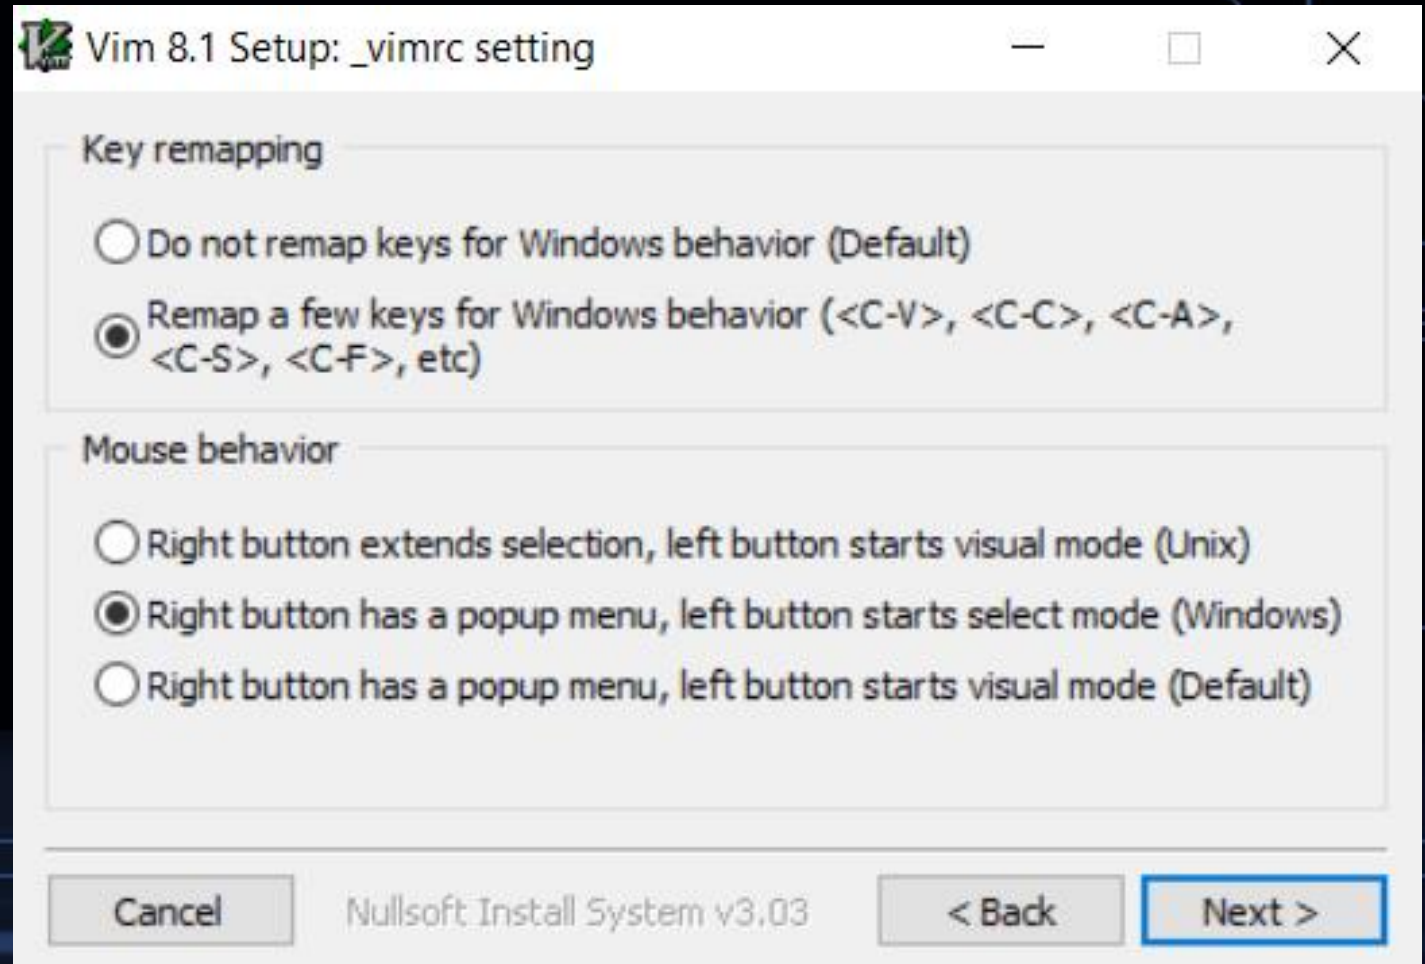 Vim 8.1 Setup: _vimrc setting
Key remapping
Do not remap keys for Windows behavior (Default)
Remap a few keys for Windows behavior (<C-V>, <C-C>, <C-A>,
<C-S>, <C-F>, etc)
Mouse behavior
Right button extends selection, left button starts visual mode (Unix)
Right button has a popup menu, left button starts select mode (Windows)
Right button has a popup menu, left button starts visual mode (Default)
Cancel Nullsoft Install System v3.03 < Back Next >